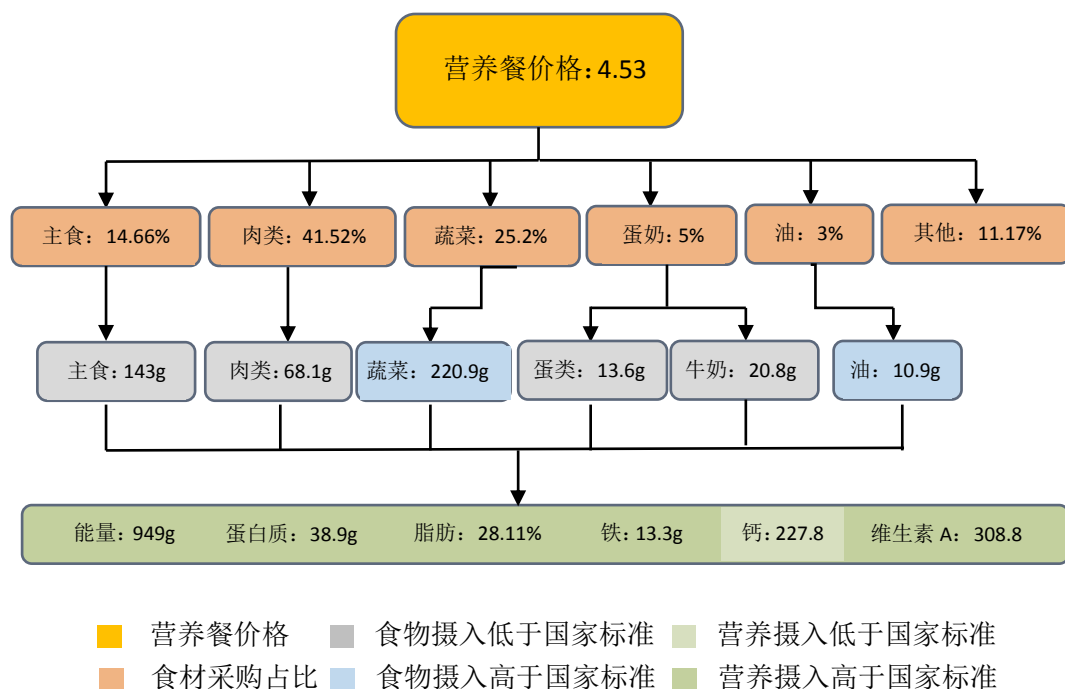 营养餐价格：4.53
主食：14.66%
肉类：41.52%
蔬菜：25.2%
蛋奶：5%
油：3%
其他：11.17%
主食：143g
肉类：68.1g
蔬菜：220.9g
蛋类：13.6g
牛奶：20.8g
油：10.9g
能量：949g
蛋白质：38.9g
脂肪：28.11%
铁：13.3g
钙：227.8
维生素 A：308.8
营养餐价格
食物摄入低于国家标准
营养摄入低于国家标准
食材采购占比
食物摄入高于国家标准
营养摄入高于国家标准